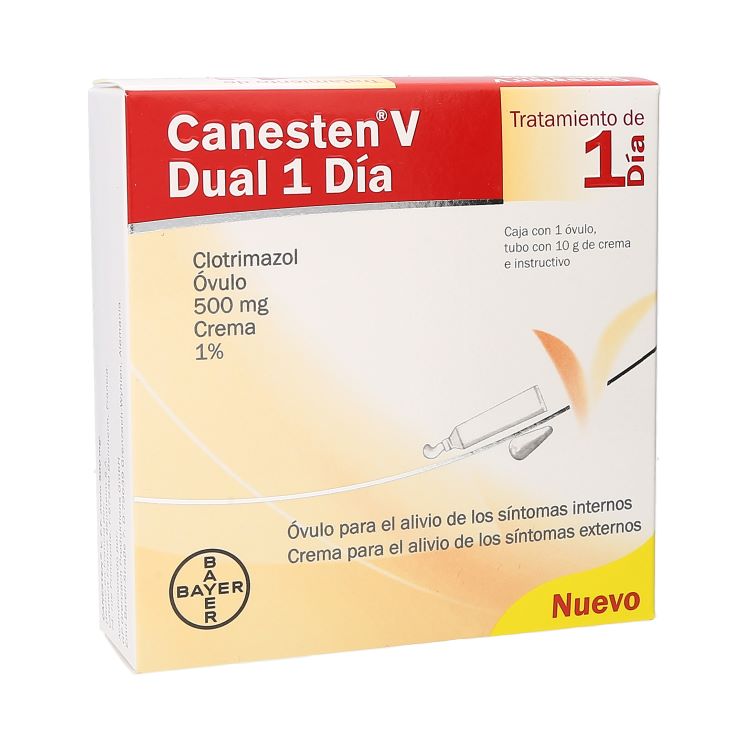 Canesten® V
Dual 1 Día
Tratamiento de
1 Día
Caja con 1 óvulo,
tubo con 10 g de crema
e instructivo
Clotrimazol
Óvulo
500 mg
Crema
1%
Óvulo para el alivio de los síntomas internos
Crema para el alivio de los síntomas externos
BAYER
BAYER
Nuevo